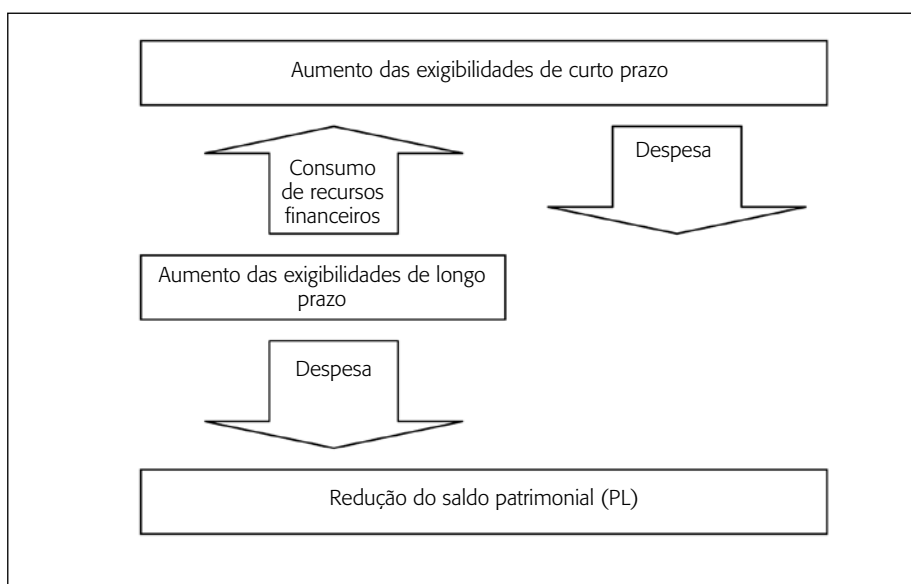 Aumento das exigibilidades de curto prazo
Consumo
de recursos
financeiros
Despesa
Aumento das exigibilidades de longo
prazo
Despesa
Redução do saldo patrimonial (PL)